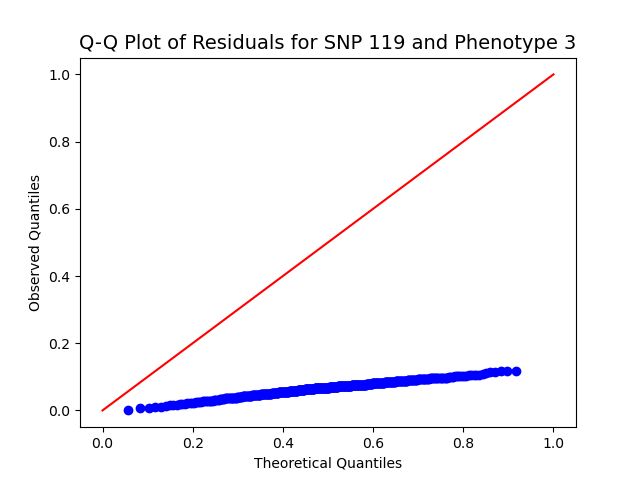 Q-Q Plot of Residuals for SNP 119 and Phenotype 3
1.0
0.8
0.6
0.4
0.2
0.0
Observed Quantiles
0.0 0.2 0.4 0.6 0.8 1.0
Theoretical Quantiles